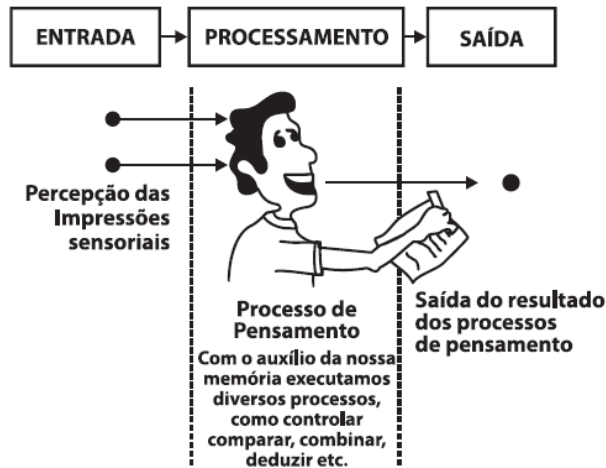 ENTRADA
PROCESSAMENTO
SAÍDA
Percepção das
Impressões
sensoriais
Processo de
Pensamento
Com o auxílio da nossa
memória executamos
diversos processos,
como controlar
comparar, combinar,
deduzir etc.
Saída do resultado
dos processos
de pensamento